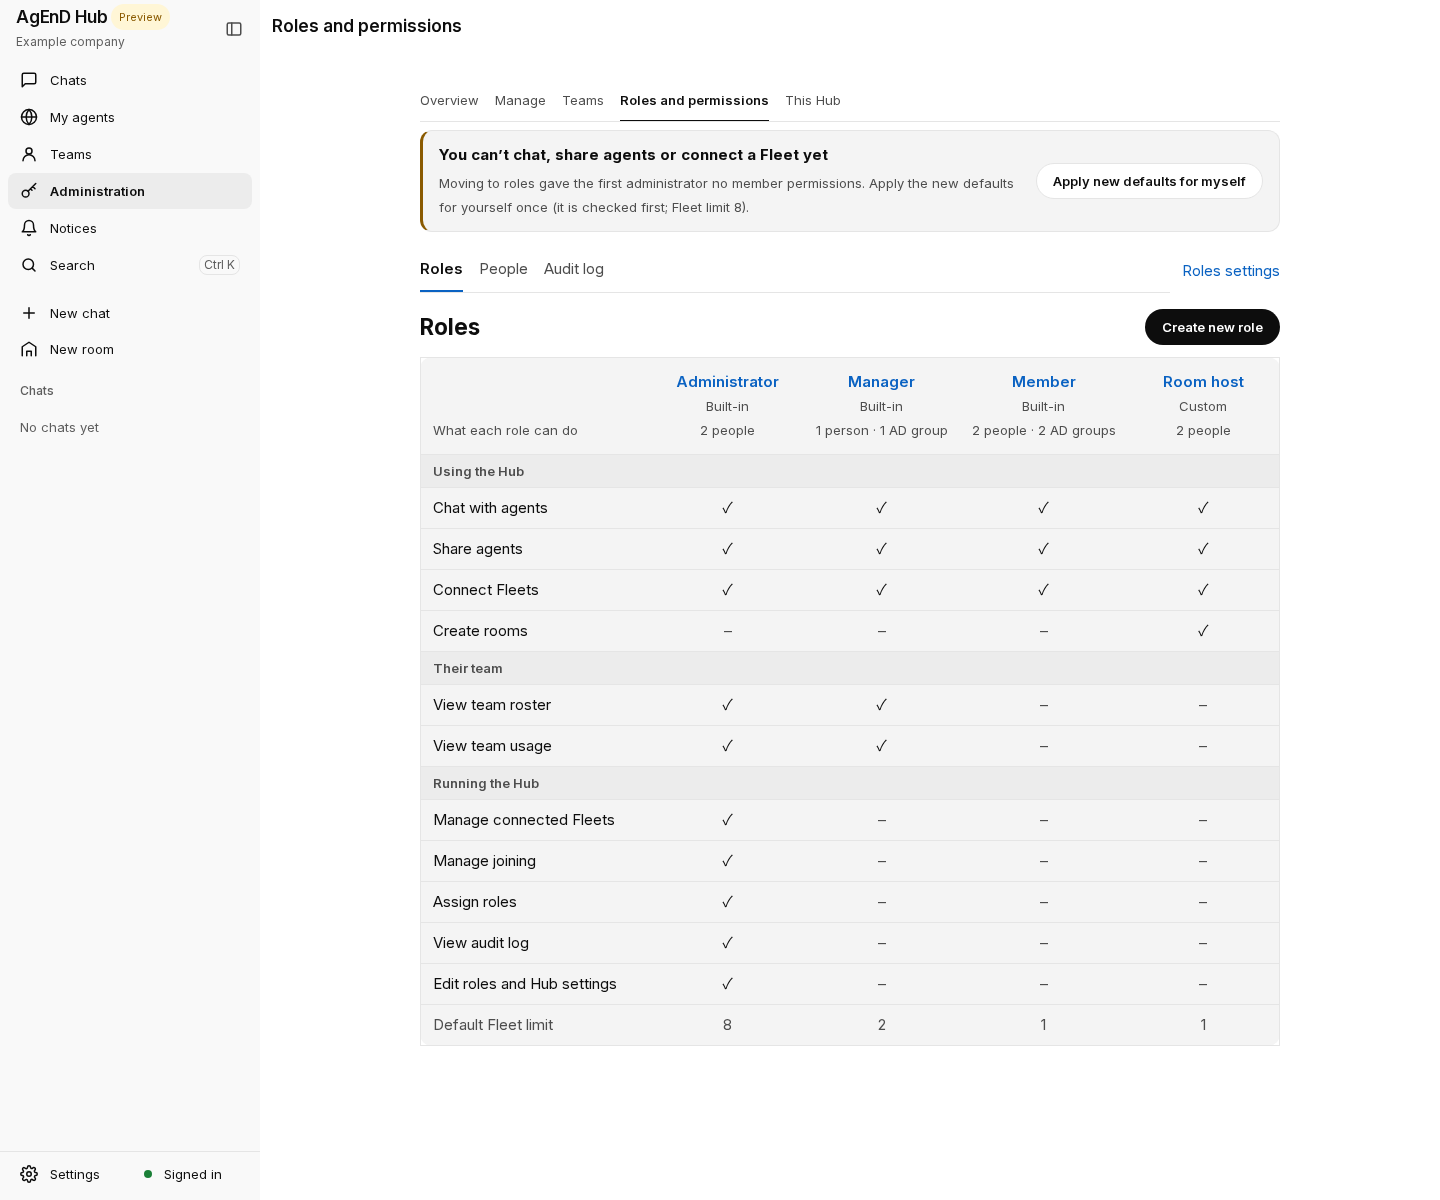 AgEnD Hub Preview
Example company
Chats
My agents
Teams
Administration
Notices
Search Ctrl K
New chat
New room
Chats
No chats yet
Settings Signed in
Roles and permissions
Overview Manage Teams Roles and permissions This Hub
You can’t chat, share agents or connect a Fleet yet
Moving to roles gave the first administrator no member permissions. Apply the new defaults
for yourself once (it is checked first; Fleet limit 8).
Apply new defaults for myself
Roles People Audit log Roles settings
Roles Create new role
Administrator Manager Member Room host
Built-in Built-in Built-in Custom
What each role can do 2 people 1 person · 1 AD group 2 people · 2 AD groups 2 people
Using the Hub
Chat with agents ✓ ✓ ✓ ✓
Share agents ✓ ✓ ✓ ✓
Connect Fleets ✓ ✓ ✓ ✓
Create rooms – – – ✓
Their team
View team roster ✓ ✓ – –
View team usage ✓ ✓ – –
Running the Hub
Manage connected Fleets ✓ – – –
Manage joining ✓ – – –
Assign roles ✓ – – –
View audit log ✓ – – –
Edit roles and Hub settings ✓ – – –
Default Fleet limit 8 2 1 1